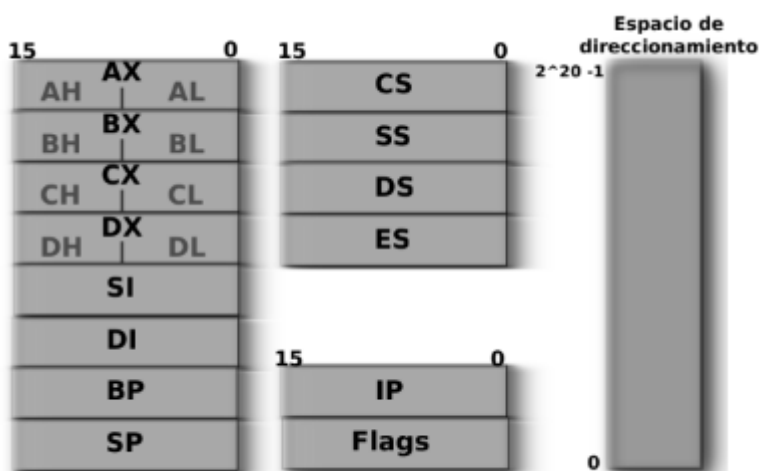 Espacio de
direccionamiento
15 0
AX
AH AL
BX
BH BL
CX
CH CL
DX
DH DL
SI
DI
BP
SP
15 0
CS
SS
DS
ES
15 0
IP
Flags
2^20 -1
0